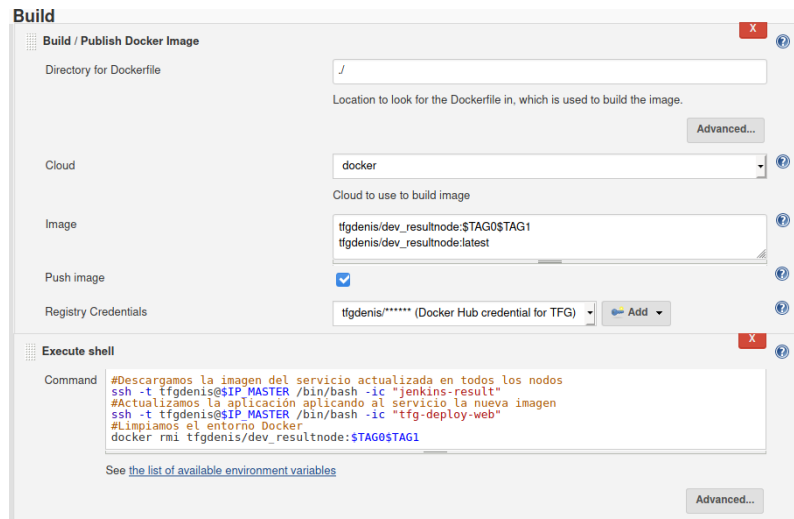 Build
Build / Publish Docker Image
X
Directory for Dockerfile
./
Location to look for the Dockerfile in, which is used to build the image.
Advanced...
Cloud
docker
Cloud to use to build image
Image
tfgdenis/dev_resultnode:$TAG0$TAG1
tfgdenis/dev_resultnode:latest
Push image
Registry Credentials
tfgdenis/****** (Docker Hub credential for TFG)
Add
Execute shell
X
Command
#Descargamos la imagen del servicio actualizada en todos los nodos
ssh -t tfgdenis@$IP_MASTER /bin/bash -ic "jenkins-result"
#Actualizamos la aplicación aplicando al servicio la nueva imagen
ssh -t tfgdenis@$IP_MASTER /bin/bash -ic "tfg-deploy-web"
#Limpiamos el entorno Docker
docker rmi tfgdenis/dev_resultnode:$TAG0$TAG1
See the list of available environment variables
Advanced...